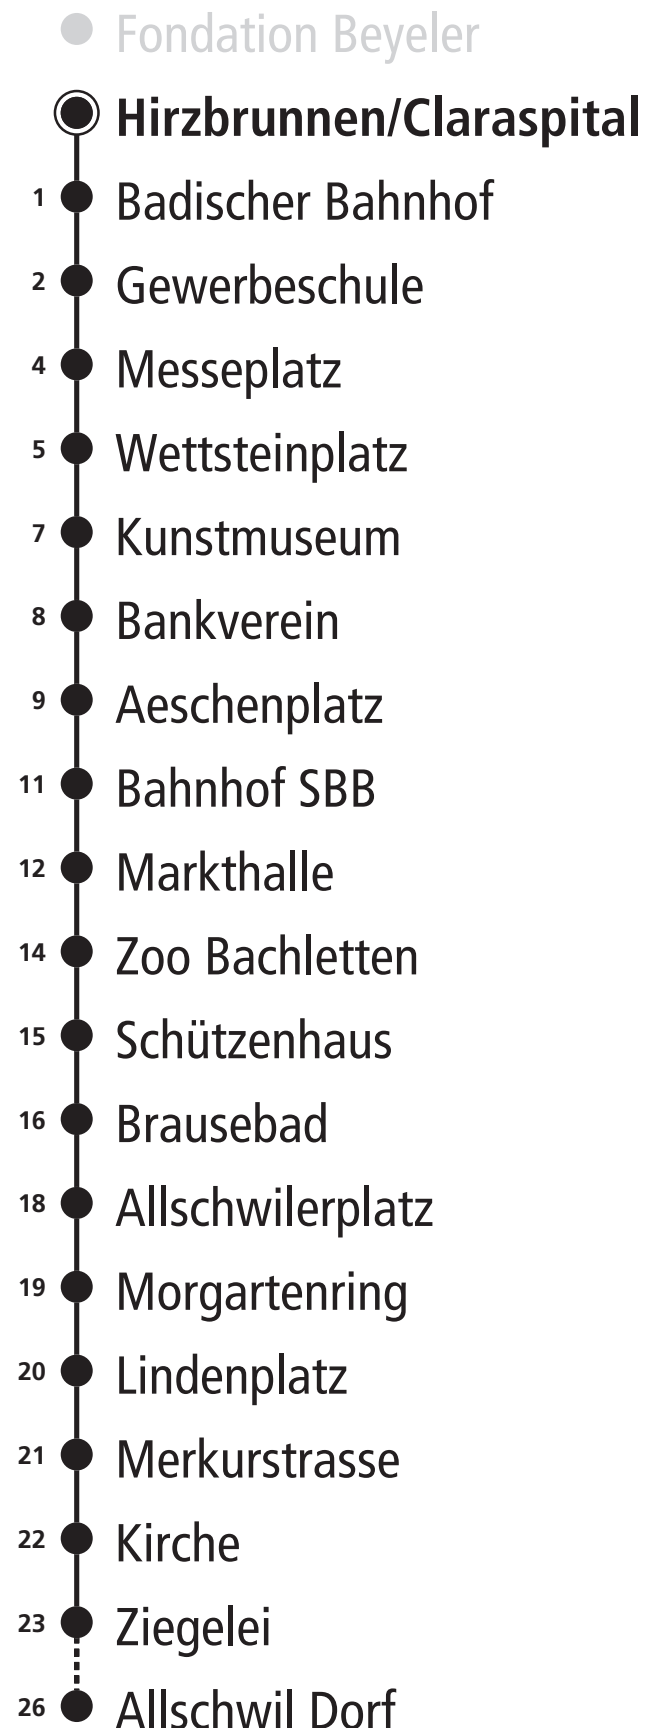 Fondation Beyeler
Hirzbrunnen/Claraspital
1 Badischer Bahnhof
2 Gewerbeschule
4 Messeplatz
5 Wettsteinplatz
7 Kunstmuseum
8 Bankverein
9 Aeschenplatz
11 Bahnhof SBB
12 Markthalle
14 Zoo Bachletten
15 Schützenhaus
16 Brausebad
18 Allschwilerplatz
19 Morgartenring
20 Lindenplatz
21 Merkurstrasse
22 Kirche
23 Ziegelei
26 Allschwil Dorf